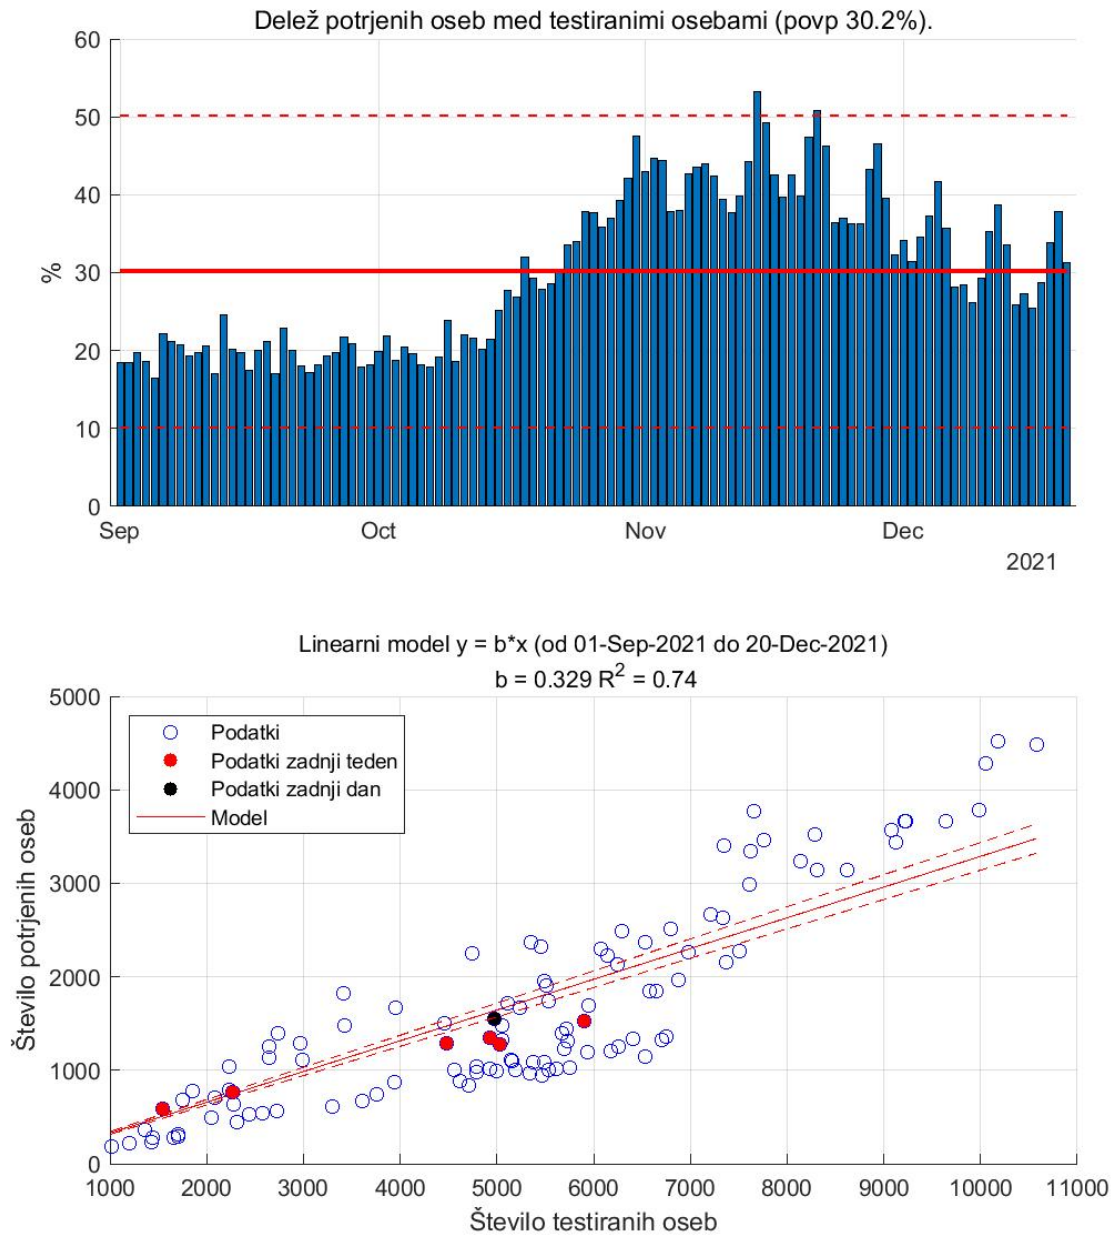 Delež potrjenih oseb med testiranimi osebami (povp 30.2%).
60
50
40
30
20
10
0
%
Sep Oct Nov Dec
2021
Linearni model y = b*x (od 01-Sep-2021 do 20-Dec-2021)
b = 0.329 R² = 0.74
5000
4000
3000
2000
1000
0
Število potrjenih oseb
Podatki
Podatki zadnji teden
Podatki zadnji dan
Model
1000 2000 3000 4000 5000 6000 7000 8000 9000 10000 11000
Število testiranih oseb